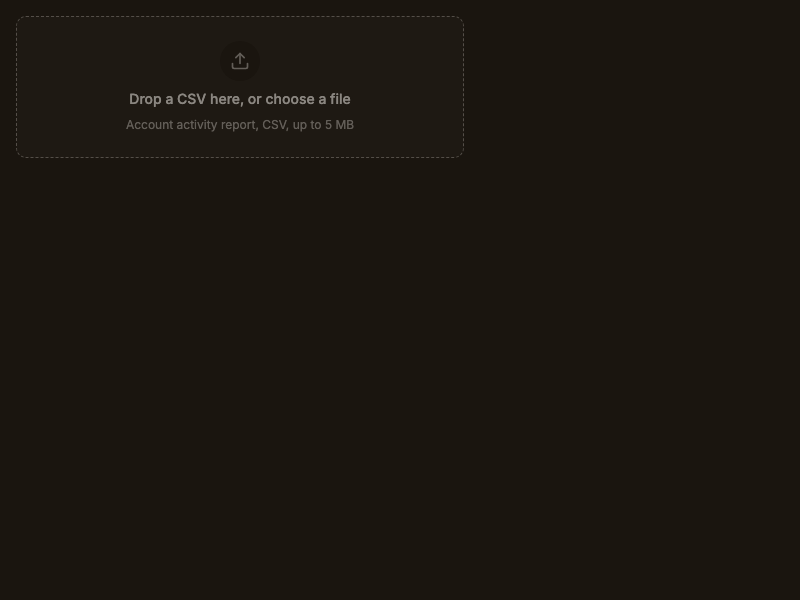 Drop a CSV here, or choose a file
Account activity report, CSV, up to 5 MB